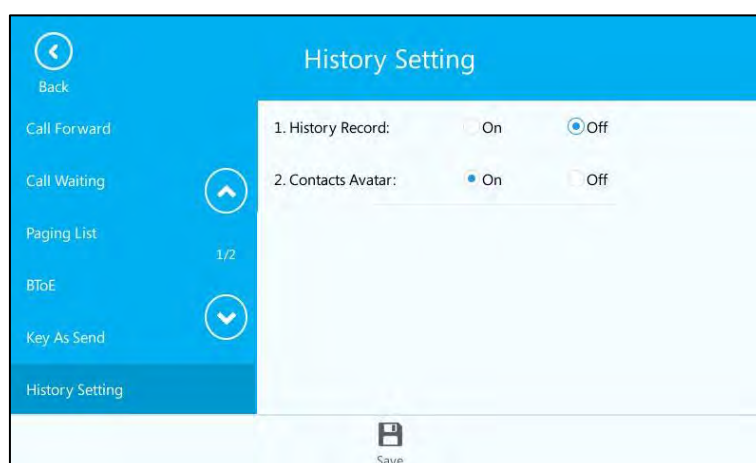 History Setting
Back
Call Forward
Call Waiting
Paging List
1/2
BToE
Key As Send
History Setting
1. History Record: On Off
2. Contacts Avatar: On Off
Save